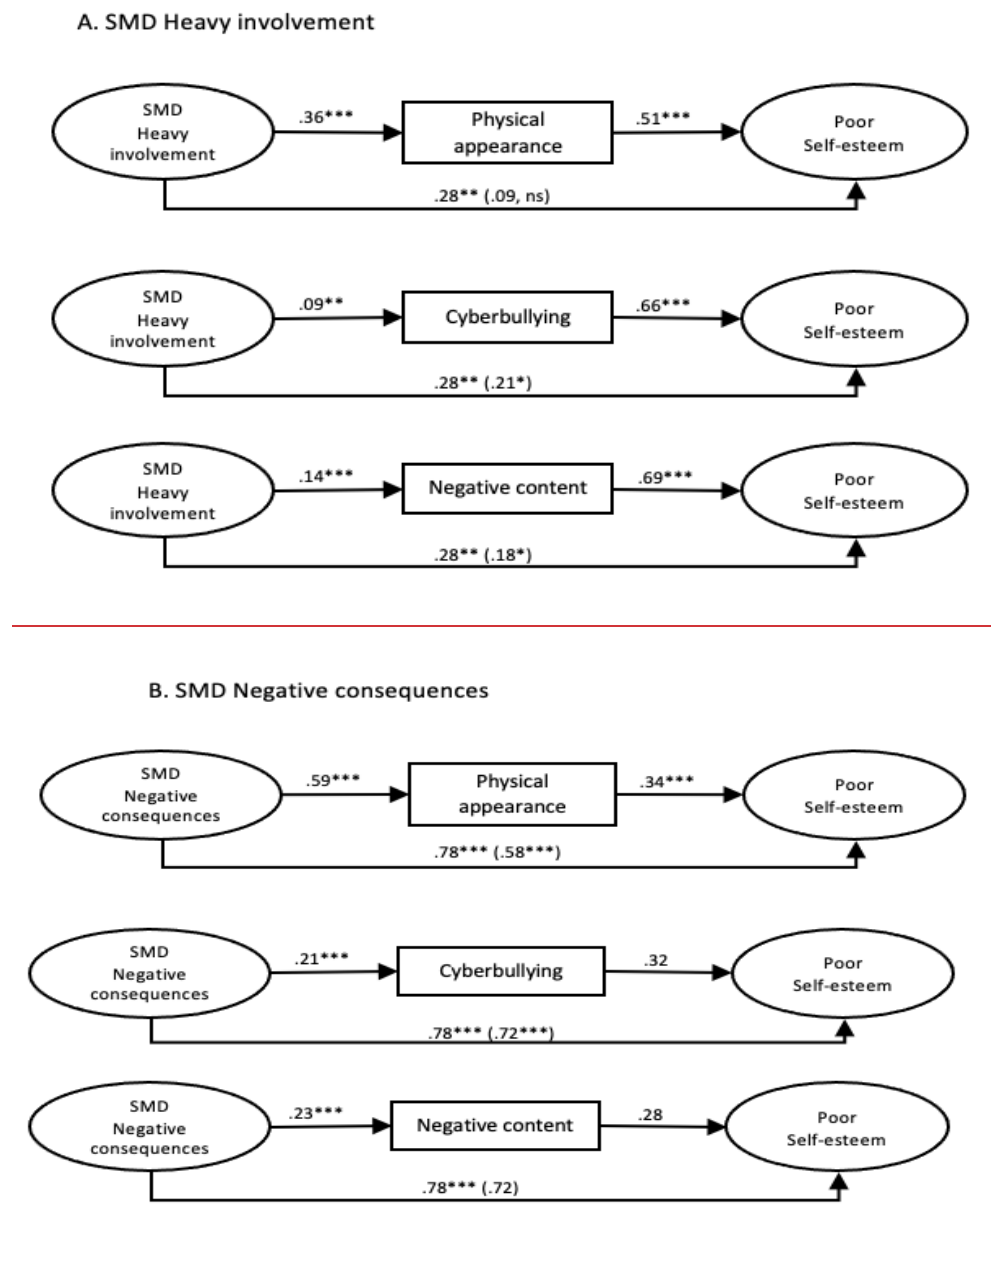 A. SMD Heavy involvement
SMD
Heavy
involvement
.36***
Physical
appearance
.51***
Poor
Self-esteem
.28** (.09, ns)
SMD
Heavy
involvement
.09**
Cyberbullying
.66***
Poor
Self-esteem
.28** (.21*)
SMD
Heavy
involvement
.14***
Negative content
.69***
Poor
Self-esteem
.28** (.18*)
B. SMD Negative consequences
SMD
Negative
consequences
.59***
Physical
appearance
.34***
Poor
Self-esteem
.78*** (.58***)
SMD
Negative
consequences
.21***
Cyberbullying
.32
Poor
Self-esteem
.78*** (.72***)
SMD
Negative
consequences
.23***
Negative content
.28
Poor
Self-esteem
.78*** (.72)